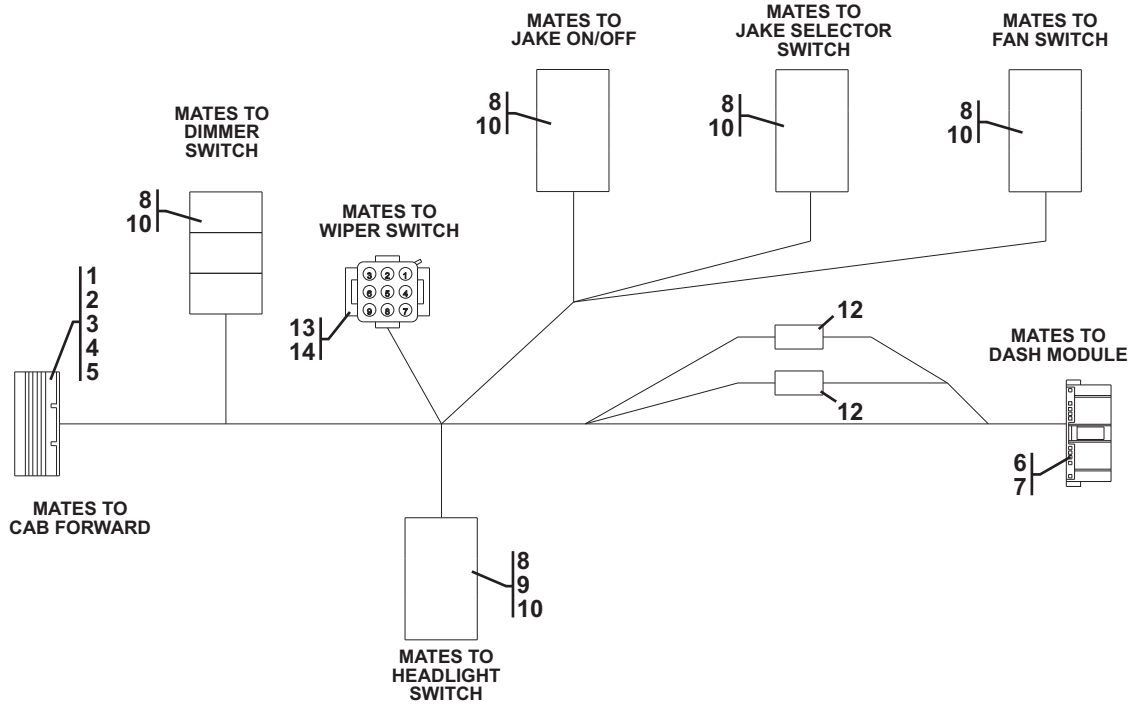 MATES TO
JAKE ON/OFF
8
10
MATES TO
JAKE SELECTOR
SWITCH
8
10
MATES TO
FAN SWITCH
8
10
MATES TO
DIMMER
SWITCH
8
10
MATES TO
WIPER SWITCH
3 2 1
6 5 4
9 8 7
13
14
1
2
3
4
5
MATES TO
CAB FORWARD
12
12
MATES TO
DASH MODULE
6
7
8
9
10
MATES TO
HEADLIGHT
SWITCH